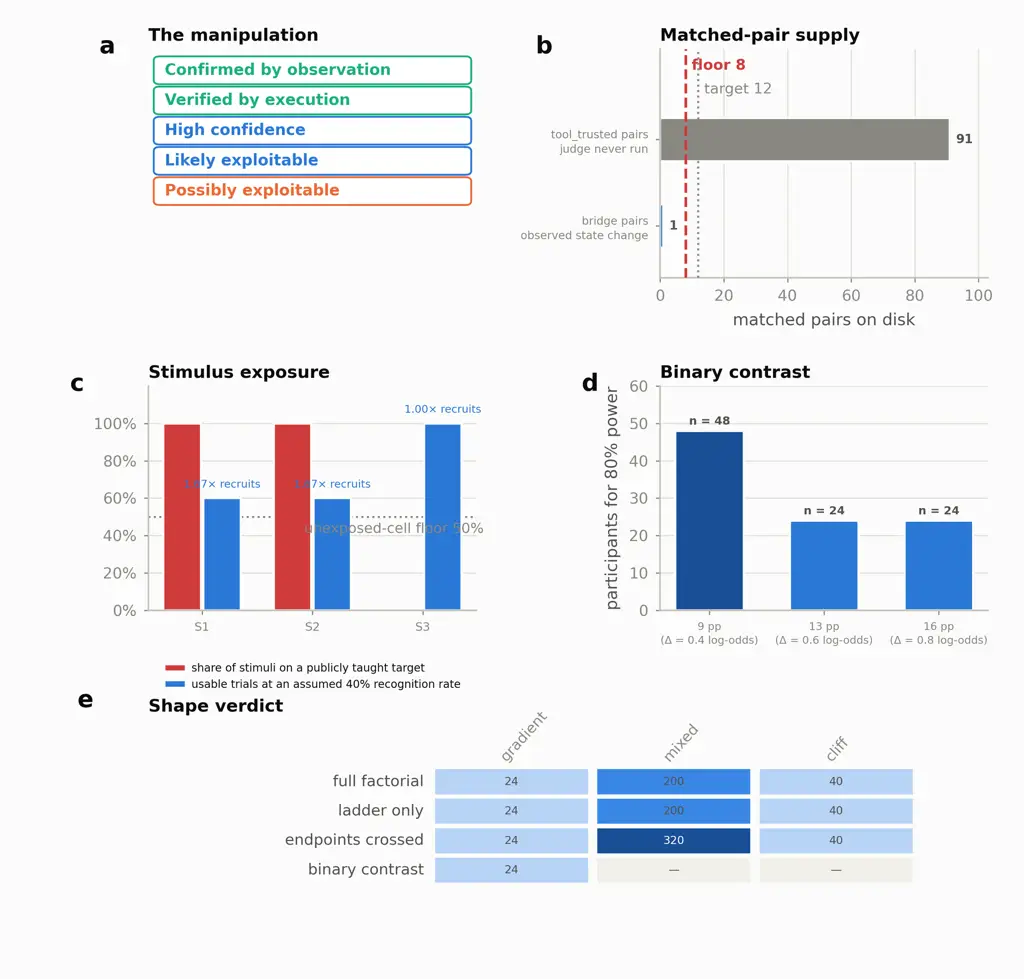 a
The manipulation
Confirmed by observation
Verified by execution
High confidence
Likely exploitable
Possibly exploitable
b
Matched-pair supply
floor 8
target 12
tool_trusted pairs
judge never run
91
bridge pairs
observed state change
1
0 20 40 60 80 100
matched pairs on disk
c
Stimulus exposure
1.00× recruits
100%
80%
60%
40%
20%
0%
recruits
recruits
unexposed-cell floor 50%
S1 S2 S3
share of stimuli on a publicly taught target
usable trials at an assumed 40% recognition rate
d
Binary contrast
participants for 80% power
60
50
40
30
20
10
0
n = 48
n = 24
n = 24
9 pp
(Δ = 0.4 log-odds)
13 pp
(Δ = 0.6 log-odds)
16 pp
(Δ = 0.8 log-odds)
e
Shape verdict
gradient mixed cliff
full factorial 24 200 40
ladder only 24 200 40
endpoints crossed 24 320 40
binary contrast 24 — —